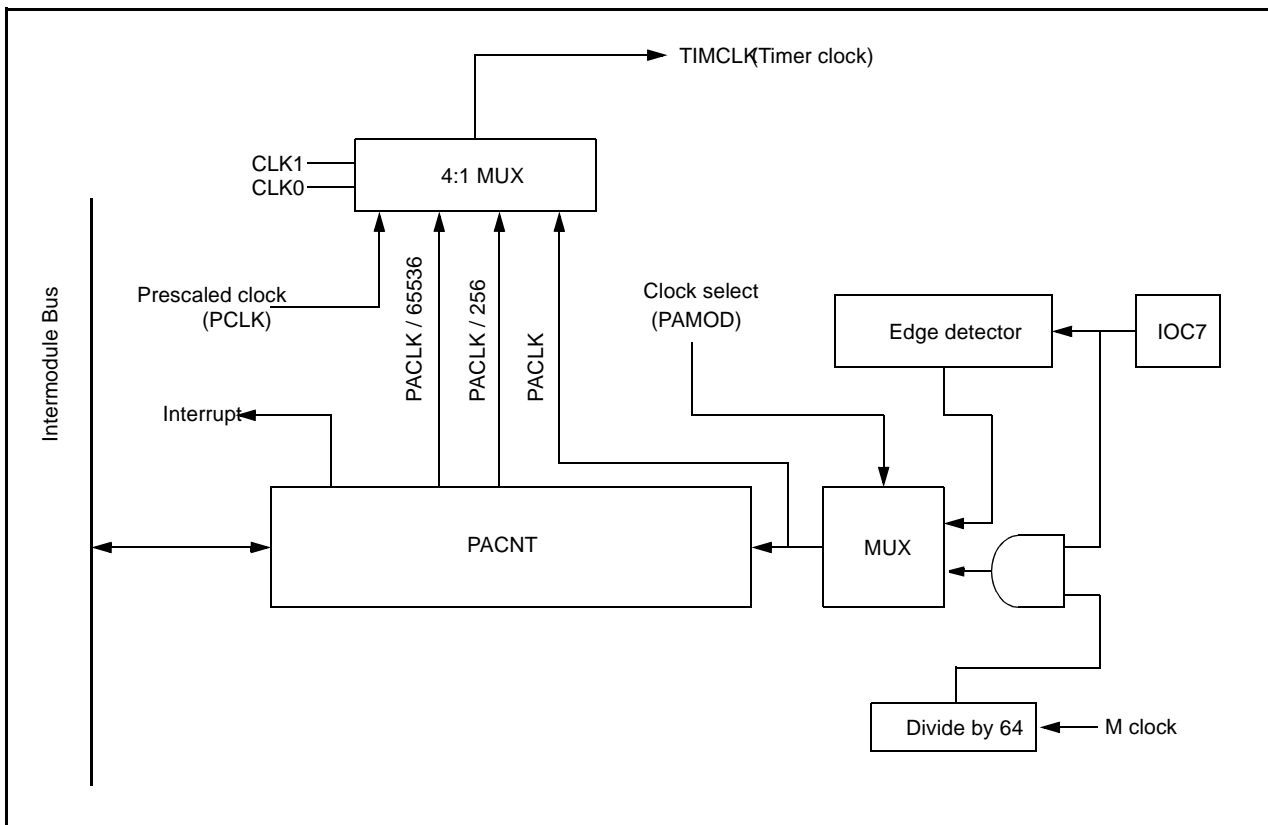 TIMCLK(Timer clock)
CLK1
CLK0
4:1 MUX
Prescaled clock
(PCLK)
PACLK / 65536
PACLK / 256
PACLK
Clock select
(PAMOD)
Edge detector
IOC7
Intermodule Bus
Interrupt
PACNT
MUX
Divide by 64
M clock